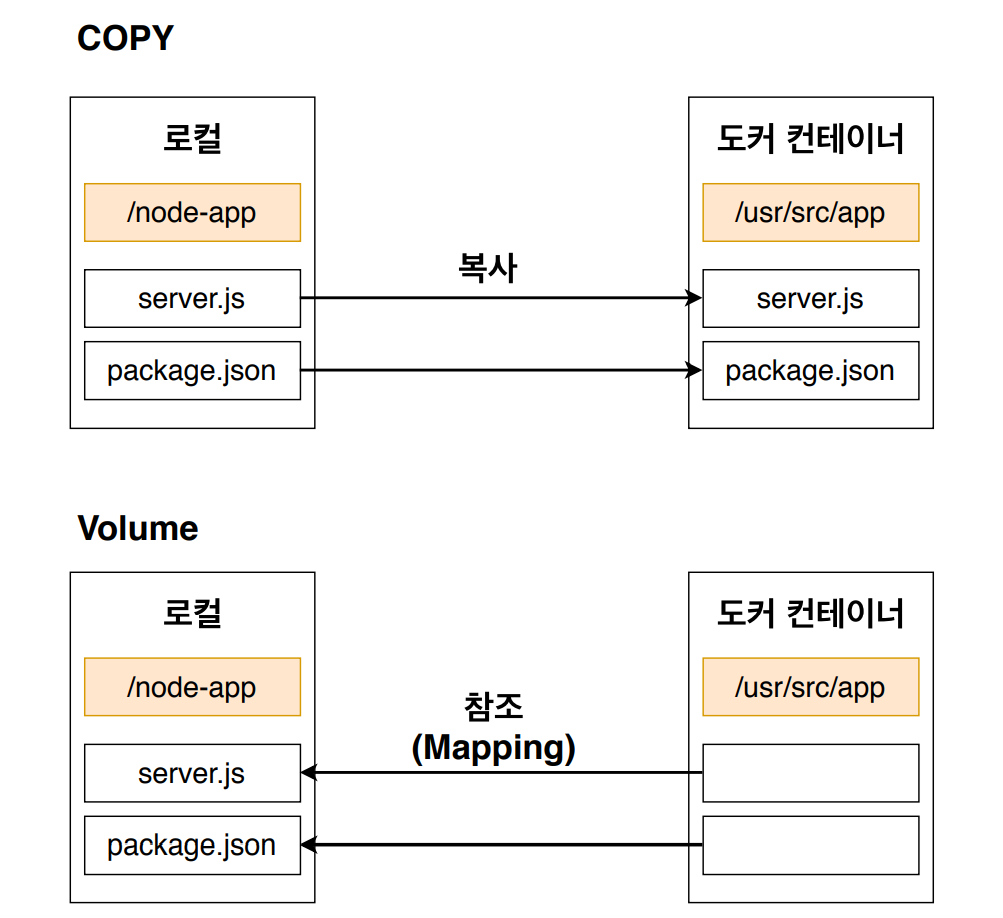 COPY
로컬
/node-app
server.js
package.json
복사
도커 컨테이너
/usr/src/app
server.js
package.json
Volume
로컬
/node-app
server.js
package.json
참조
(Mapping)
도커 컨테이너
/usr/src/app